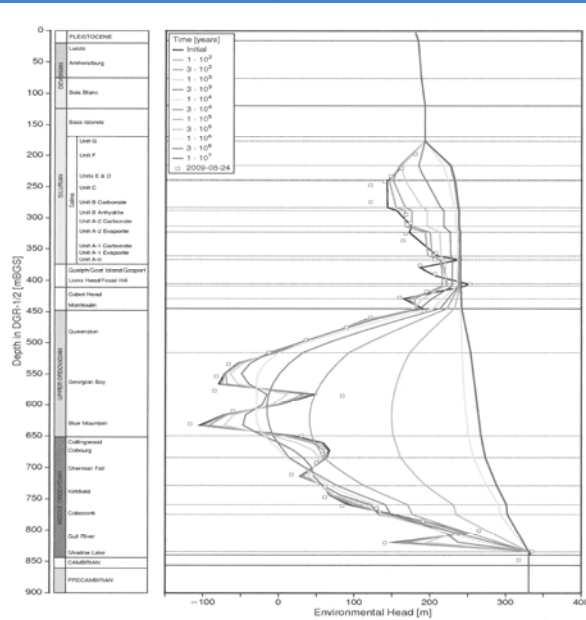 Depth in DGR-1/2 [mBGS]
0
50
100
150
200
250
300
350
400
450
500
550
600
650
700
750
800
850
900
DEVONIAN
SILURIAN
UPPER ORDOVICIAN
MIDDLE ORDOVICIAN
PLEISTOCENE
Lucas
Amherstburg
Bois Blanc
Bass Islands
Salina
Unit G
Unit F
Units E & D
Unit C
Unit B Carbonate
Unit B Anhydrite
Unit A-2 Carbonate
Unit A-2 Evaporite
Unit A-1 Carbonate
Unit A-1 Evaporite
Unit A-0
Guelph/Goat Island/Gasport
Lions Head/Fossil Hill
Cabot Head
Manitoulin
Queenston
Georgian Bay
Blue Mountain
Collingwood
Cobourg
Sherman Fall
Kirkfield
Coboconk
Gull River
Shadow Lake
CAMBRIAN
PRECAMBRIAN
Time [years]
Initial
1 - 10²
3 - 10²
1 - 10³
3 - 10³
1 - 10⁴
3 - 10⁴
1 - 10⁵
3 - 10⁵
1 - 10⁶
3 - 10⁶
1 - 10⁷
2009-08-24
−100 0 100 200 300 400
Environmental Head [m]